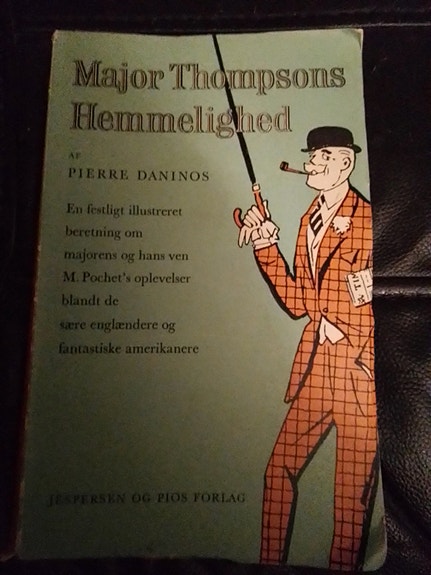 Major Thompsons
Hemmelighed
AF
PIERRE DANINOS
En festligt illustreret
beretning om
majorens og hans ven
M. Pochet's oplevelser
blandt de
sære englændere og
fantastiske amerikanere
JESPERSEN OG PIOS FORLAG